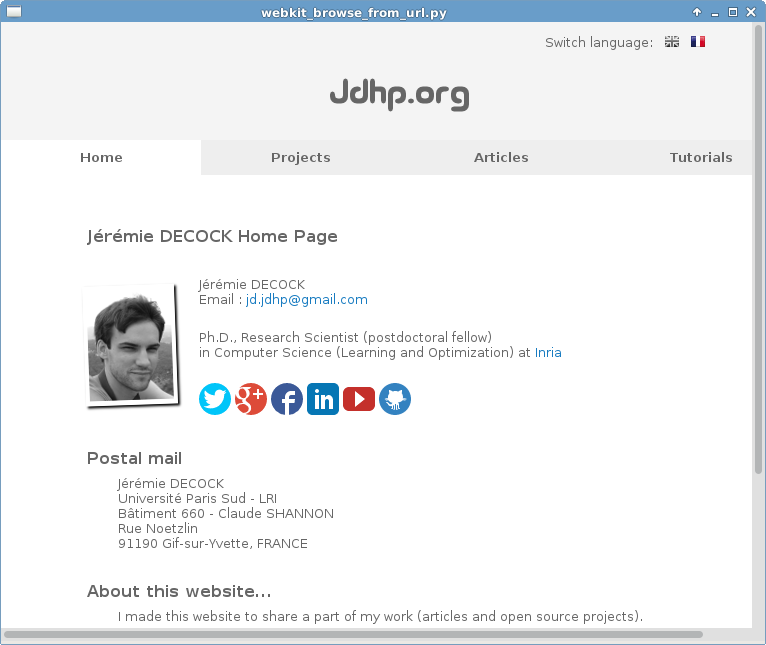 webkit_browse_from_url.py
Switch language:
Jdhp.org
Home Projects Articles Tutorials
Jérémie DECOCK Home Page
Jérémie DECOCK
Email : jd.jdhp@gmail.com
Ph.D., Research Scientist (postdoctoral fellow)
in Computer Science (Learning and Optimization) at Inria
Postal mail
Jérémie DECOCK
Université Paris Sud - LRI
Bâtiment 660 - Claude SHANNON
Rue Noetzlin
91190 Gif-sur-Yvette, FRANCE
About this website...
I made this website to share a part of my work (articles and open source projects).